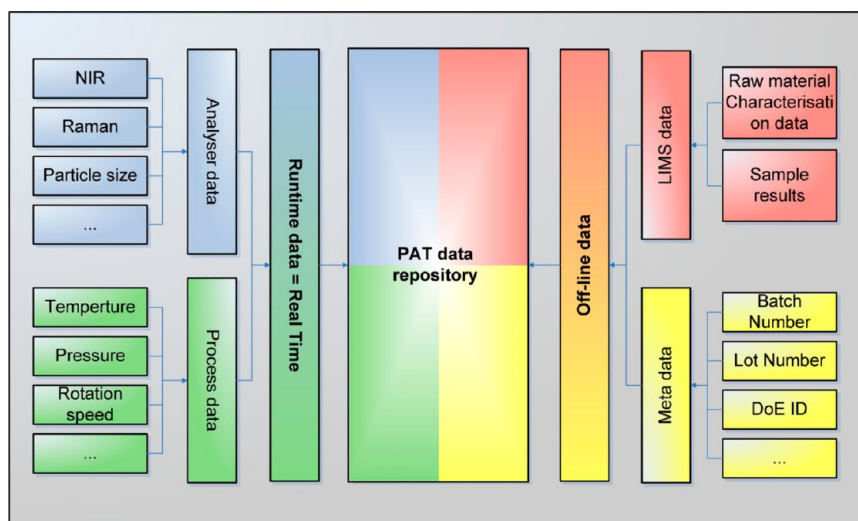 NIR
Raman
Particle size
...
Analyser data
Temperture
Pressure
Rotation
speed
...
Process data
Runtime data = Real Time
PAT data
repository
Off-line data
LIMS data
Raw material
Characterisati
on data
Sample
results
Meta data
Batch
Number
Lot Number
DoE ID
...